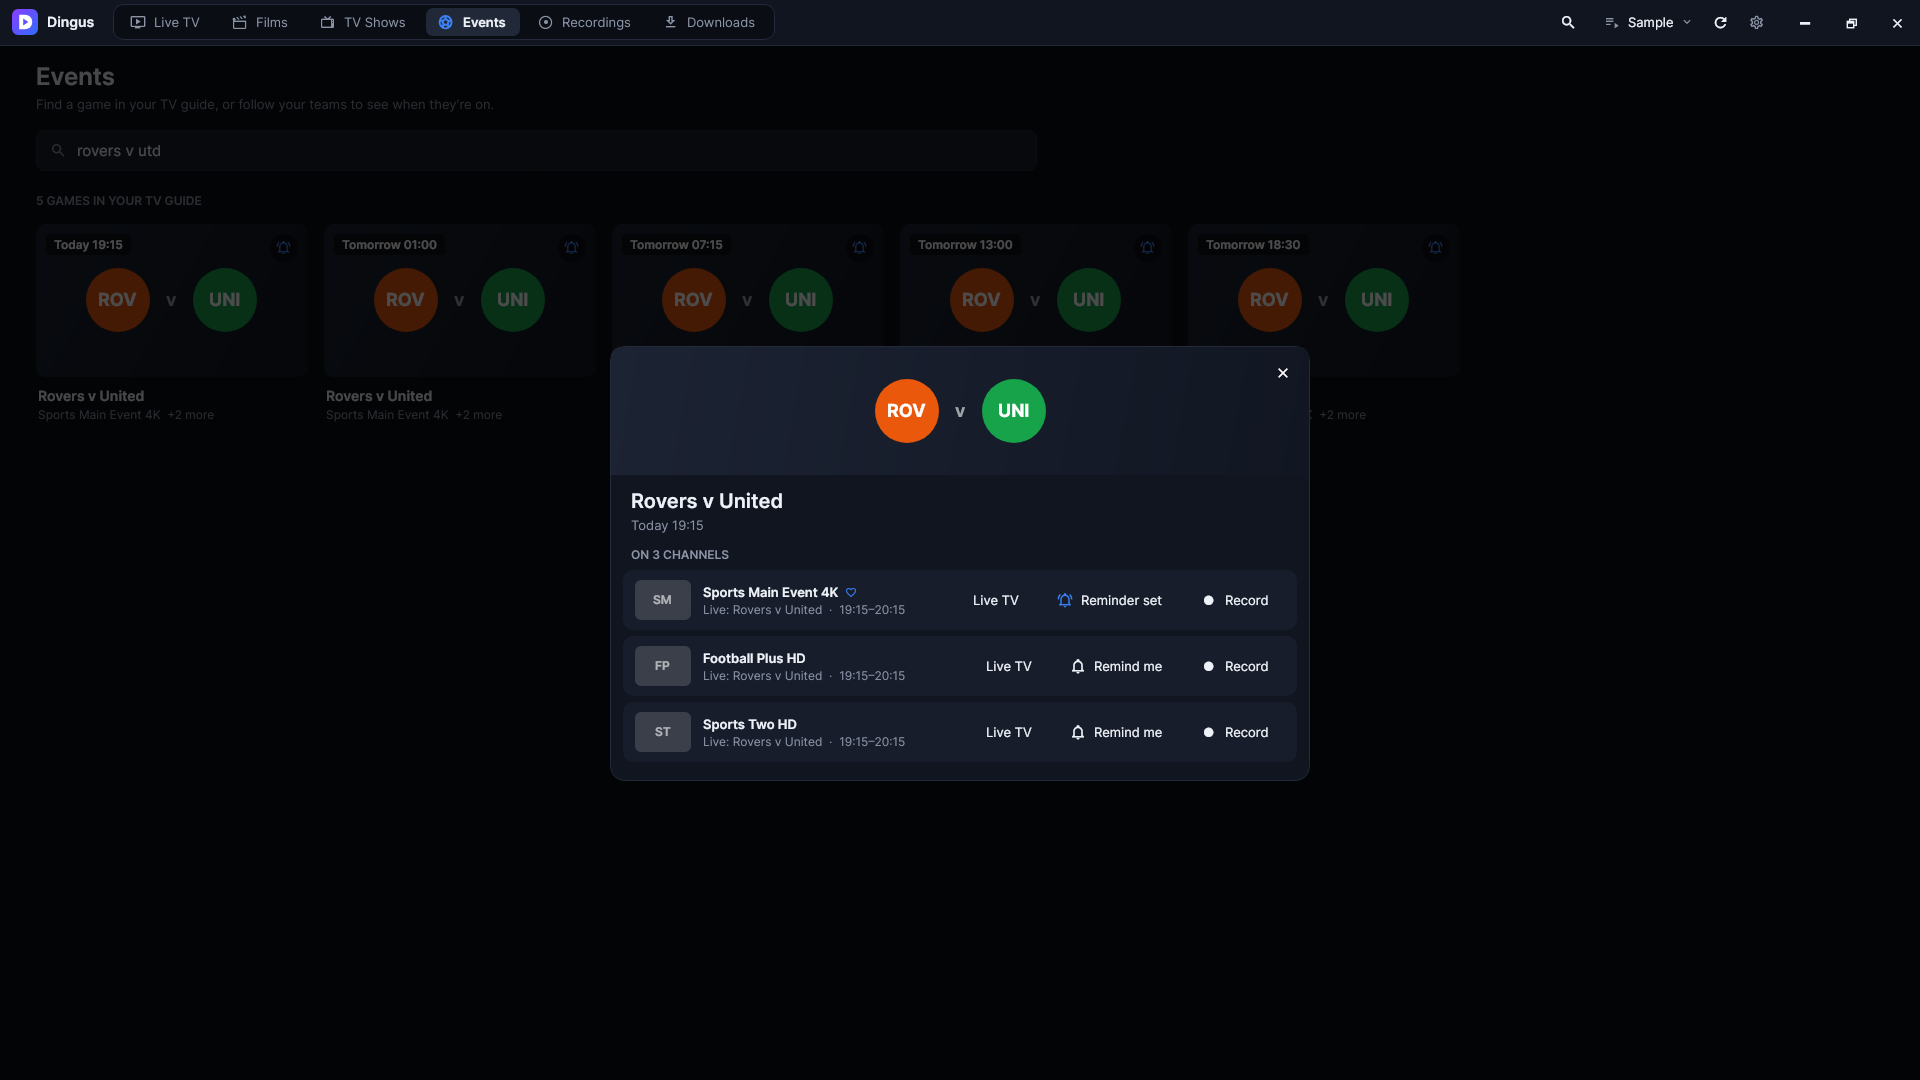 Dingus
Live TV
Films
TV Shows
Events
Recordings
Downloads
Sample
Events
Find a game in your TV guide, or follow your teams to see when they're on.
rovers v utd
5 GAMES IN YOUR TV GUIDE
Today 19:15
ROV v UNI
Rovers v United
Sports Main Event 4K +2 more
Tomorrow 01:00
ROV v UNI
Rovers v United
Sports Main Event 4K +2 more
Tomorrow 07:15
ROV v UNI
Tomorrow 13:00
ROV v UNI
Tomorrow 18:30
ROV v UNI
+2 more
ROV v UNI
Rovers v United
Today 19:15
ON 3 CHANNELS
SM
Sports Main Event 4K
Live: Rovers v United · 19:15–20:15
Live TV
Reminder set
Record
FP
Football Plus HD
Live: Rovers v United · 19:15–20:15
Live TV
Remind me
Record
ST
Sports Two HD
Live: Rovers v United · 19:15–20:15
Live TV
Remind me
Record